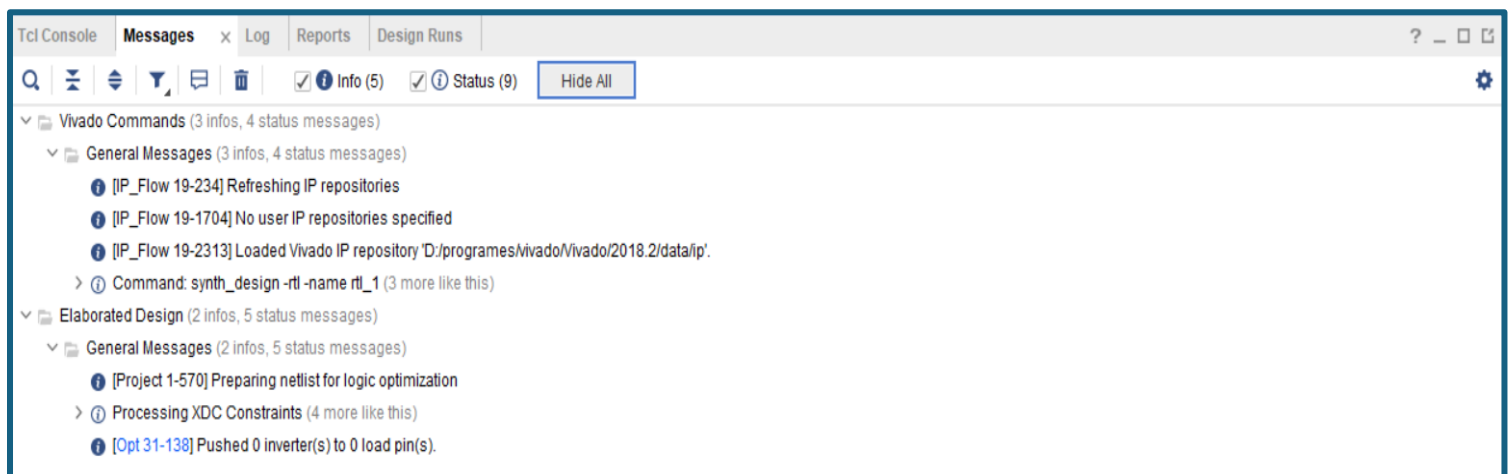 Tcl Console Messages × Log Reports Design Runs ?
Info (5) Status (9) Hide All
Vivado Commands (3 infos, 4 status messages)
General Messages (3 infos, 4 status messages)
[IP_Flow 19-234] Refreshing IP repositories
[IP_Flow 19-1704] No user IP repositories specified
[IP_Flow 19-2313] Loaded Vivado IP repository 'D:/programes/vivado/Vivado/2018.2/data/ip'.
Command: synth_design -rtl -name rtl_1 (3 more like this)
Elaborated Design (2 infos, 5 status messages)
General Messages (2 infos, 5 status messages)
[Project 1-570] Preparing netlist for logic optimization
Processing XDC Constraints (4 more like this)
[Opt 31-138] Pushed 0 inverter(s) to 0 load pin(s).